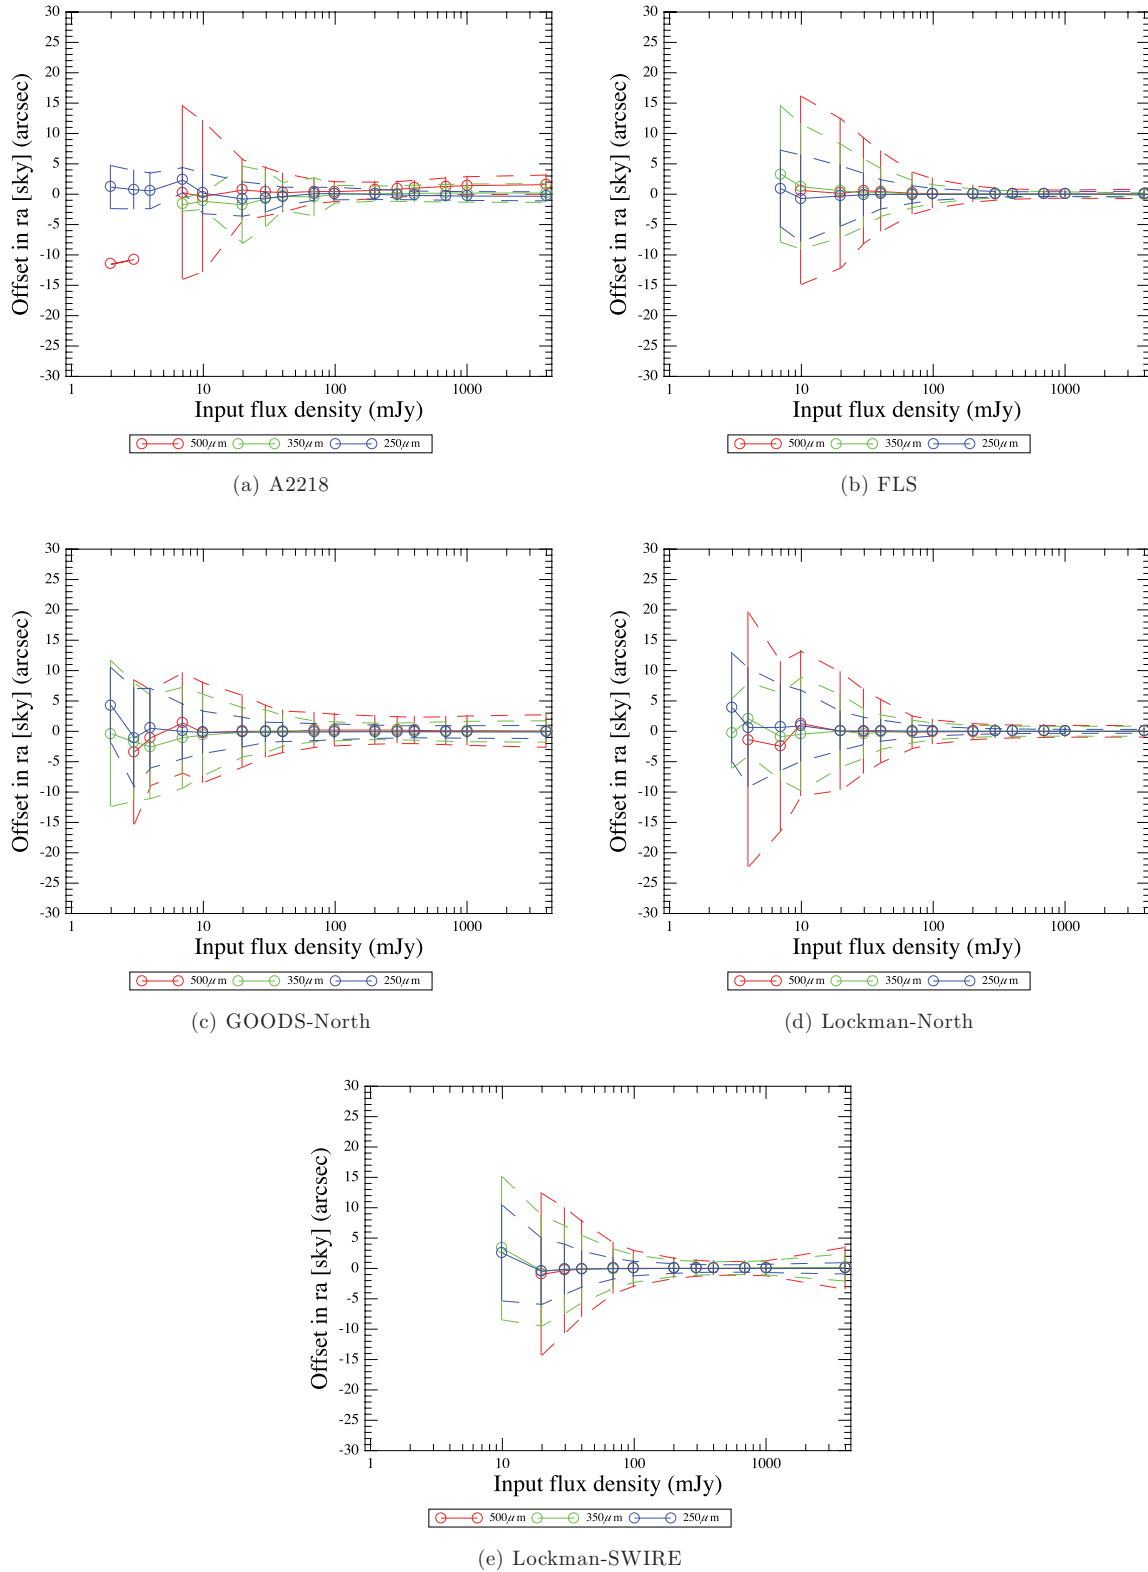 30
25
20
15
10
5
0
-5
-10
-15
-20
-25
-30
Offset in ra [sky] (arcsec)
1 10 100 1000
Input flux density (mJy)
500μm 350μm 250μm
(a) A2218
30
25
20
15
10
5
0
-5
-10
-15
-20
-25
-30
Offset in ra [sky] (arcsec)
1 10 100 1000
Input flux density (mJy)
500μm 350μm 250μm
(b) FLS
30
25
20
15
10
5
0
-5
-10
-15
-20
-25
-30
Offset in ra [sky] (arcsec)
1 10 100 1000
Input flux density (mJy)
500μm 350μm 250μm
(c) GOODS-North
30
25
20
15
10
5
0
-5
-10
-15
-20
-25
-30
Offset in ra [sky] (arcsec)
1 10 100 1000
Input flux density (mJy)
500μm 350μm 250μm
(d) Lockman-North
30
25
20
15
10
5
0
-5
-10
-15
-20
-25
-30
Offset in ra [sky] (arcsec)
1 10 100 1000
Input flux density (mJy)
500μm 350μm 250μm
(e) Lockman-SWIRE